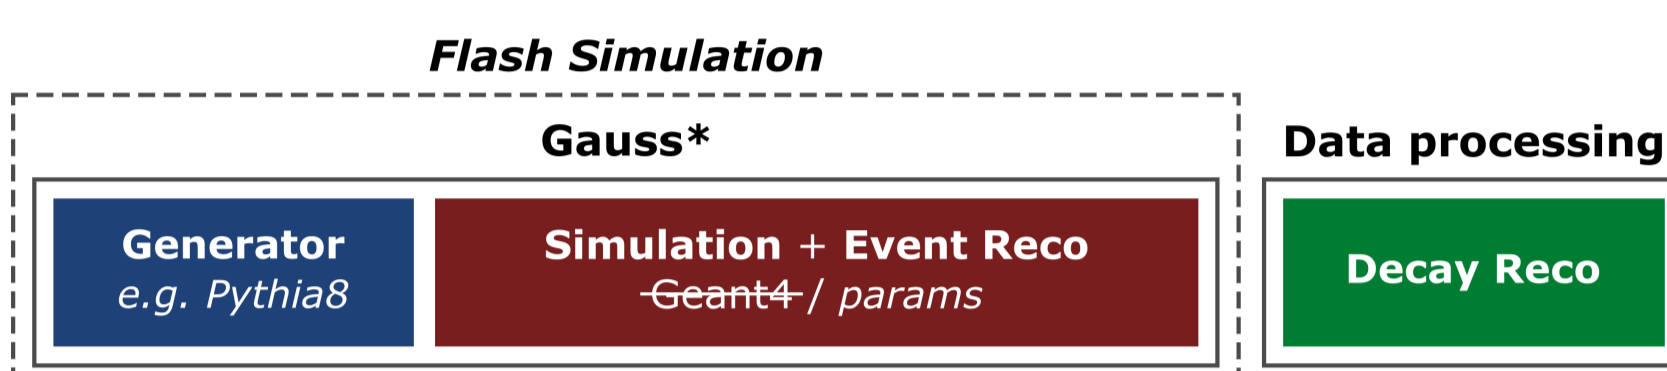 Flash Simulation
Gauss*
Data processing
Generator
e.g. Pythia8
Simulation + Event Reco
Geant4 / params
Decay Reco